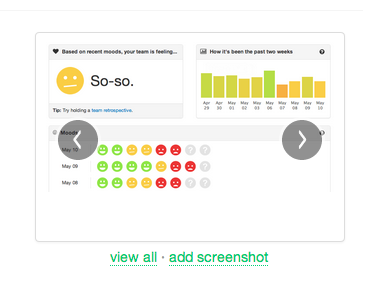 Based on recent moods, your team is feeling...
So-so.
Tip: Try holding a team retrospective.
How it's been the past two weeks
Apr 29 Apr 30 May 01 May 02 May 03 May 06 May 07 May 08 May 09 May 10
Moods
May 10
May 09
May 08
view all · add screenshot